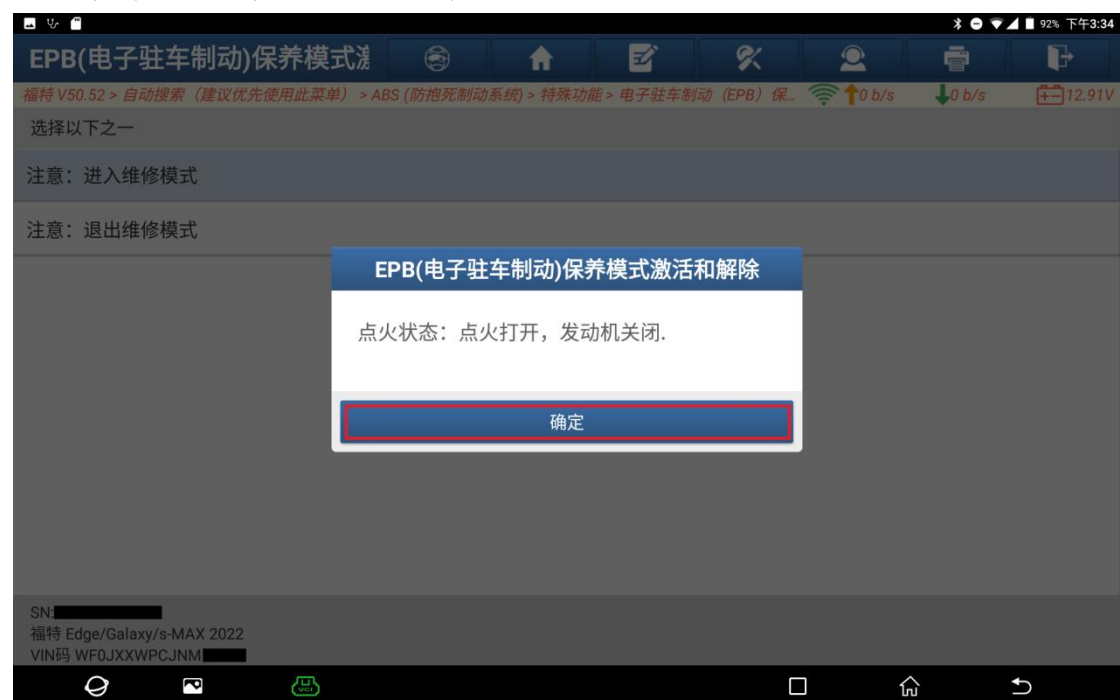 92% 下午3:34
EPB(电子驻车制动)保养模式激
福特 V50.52 > 自动搜索（建议优先使用此菜单）> ABS (防抱死制动系统) > 特殊功能 > 电子驻车制动（EPB）保... 0 b/s 0 b/s 12.91V
选择以下之一
注意：进入维修模式
注意：退出维修模式
EPB(电子驻车制动)保养模式激活和解除
点火状态：点火打开，发动机关闭.
确定
SN:
福特 Edge/Galaxy/s-MAX 2022
VIN码 WF0JXXWPCJNM
VCI